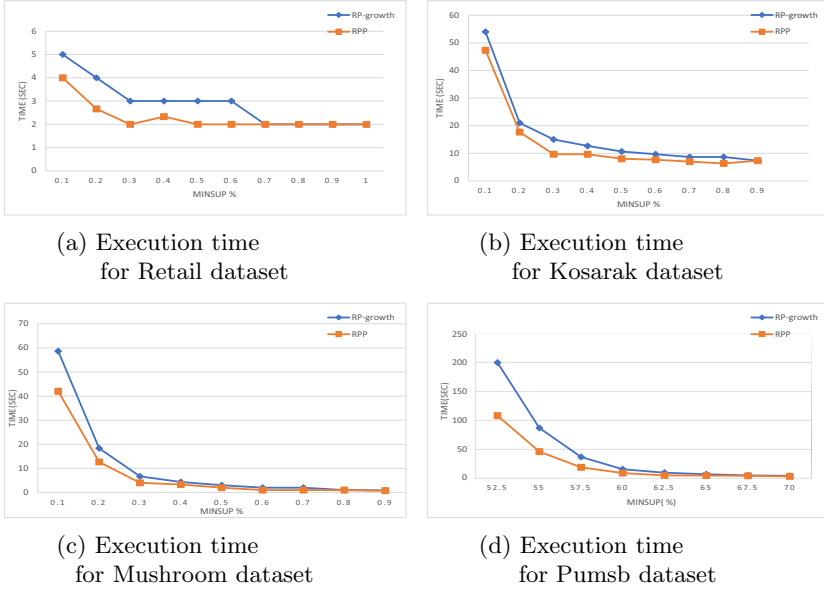 RP-growth
RPP
6
5
4
3
2
1
0
TIME (SEC)
0.1 0.2 0.3 0.4 0.5 0.6 0.7 0.8 0.9 1
MINSUP %
(a) Execution time
for Retail dataset
RP-growth
RPP
60
50
40
30
20
10
0
TIME (SEC)
0.1 0.2 0.3 0.4 0.5 0.6 0.7 0.8 0.9
MINSUP %
(b) Execution time
for Kosarak dataset
RP-growth
RPP
70
60
50
40
30
20
10
0
TIME(SEC)
0.1 0.2 0.3 0.4 0.5 0.6 0.7 0.8 0.9
MINSUP %
(c) Execution time
for Mushroom dataset
RP-growth
RPP
250
200
150
100
50
0
TIME(SEC)
52.5 55 57.5 60 62.5 65 67.5 70
MINSUP( %)
(d) Execution time
for Pumsb dataset